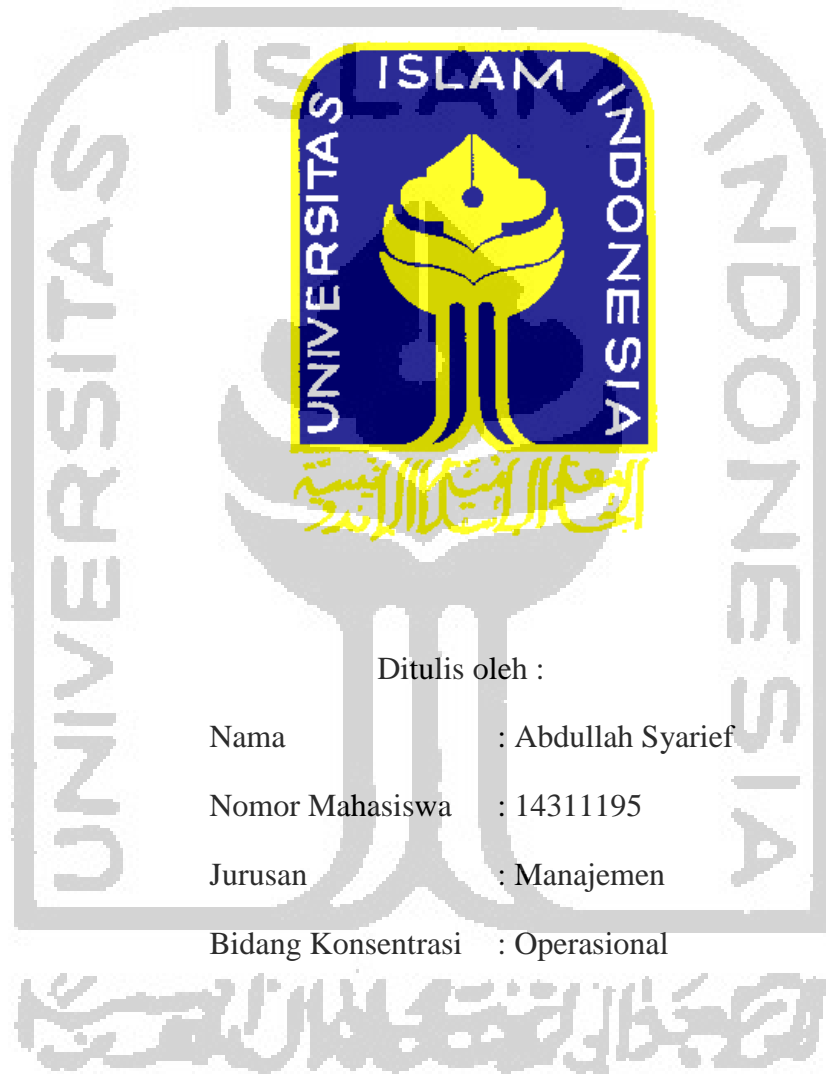 ISLAM
UNIVERSITAS
INDONESIA
Ditulis oleh :
Nama : Abdullah Syarief
Nomor Mahasiswa : 14311195
Jurusan : Manajemen
Bidang Konsentrasi : Operasional